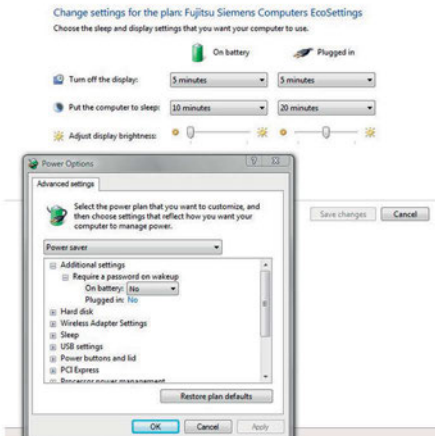 Change settings for the plan: Fujitsu Siemens Computers EcoSettings
Choose the sleep and display settings that you want your computer to use.
On battery Plugged in
Turn off the display: 5 minutes 5 minutes
Put the computer to sleep: 10 minutes 20 minutes
Adjust display brightness:
Power Options
Advanced settings
Select the power plan that you want to customize, and
then choose settings that reflect how you want your
computer to manage power.
Save changes Cancel
Power saver
Additional settings
Require a password on wakeup
On battery: No
Plugged in: No
Hard disk
Wireless Adapter Settings
Sleep
USB settings
Power buttons and lid
PCI Express
Processor power management
Restore plan defaults
OK Cancel Apply